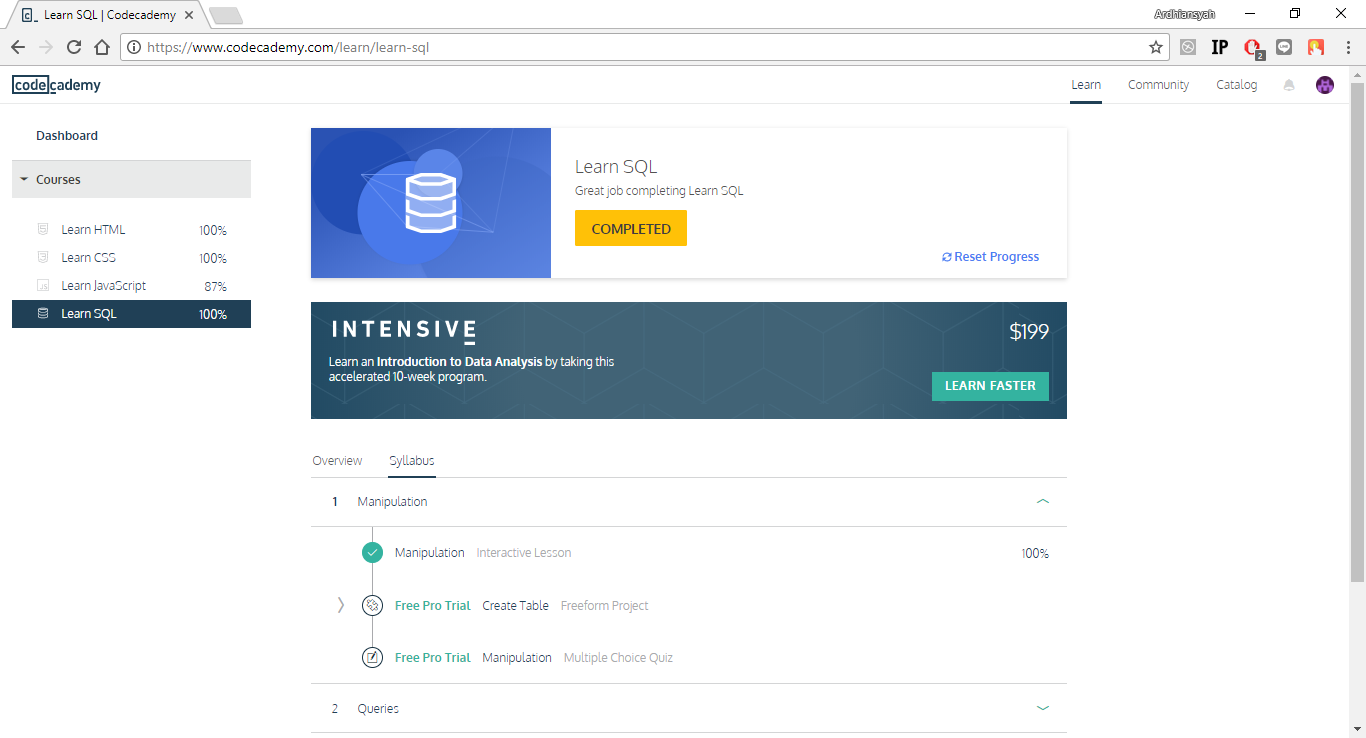 Learn SQL | Codecademy
Ardhiansyah
https://www.codecademy.com/learn/learn-sql
IP
2
codecademy
Learn
Community
Catalog
Dashboard
Courses
Learn HTML 100%
Learn CSS 100%
Learn JavaScript 87%
Learn SQL 100%
Learn SQL
Great job completing Learn SQL
COMPLETED
Reset Progress
INTENSIVE
$199
Learn an Introduction to Data Analysis by taking this
accelerated 10-week program.
LEARN FASTER
Overview
Syllabus
1 Manipulation
Manipulation Interactive Lesson 100%
Free Pro Trial Create Table Freeform Project
Free Pro Trial Manipulation Multiple Choice Quiz
2 Queries